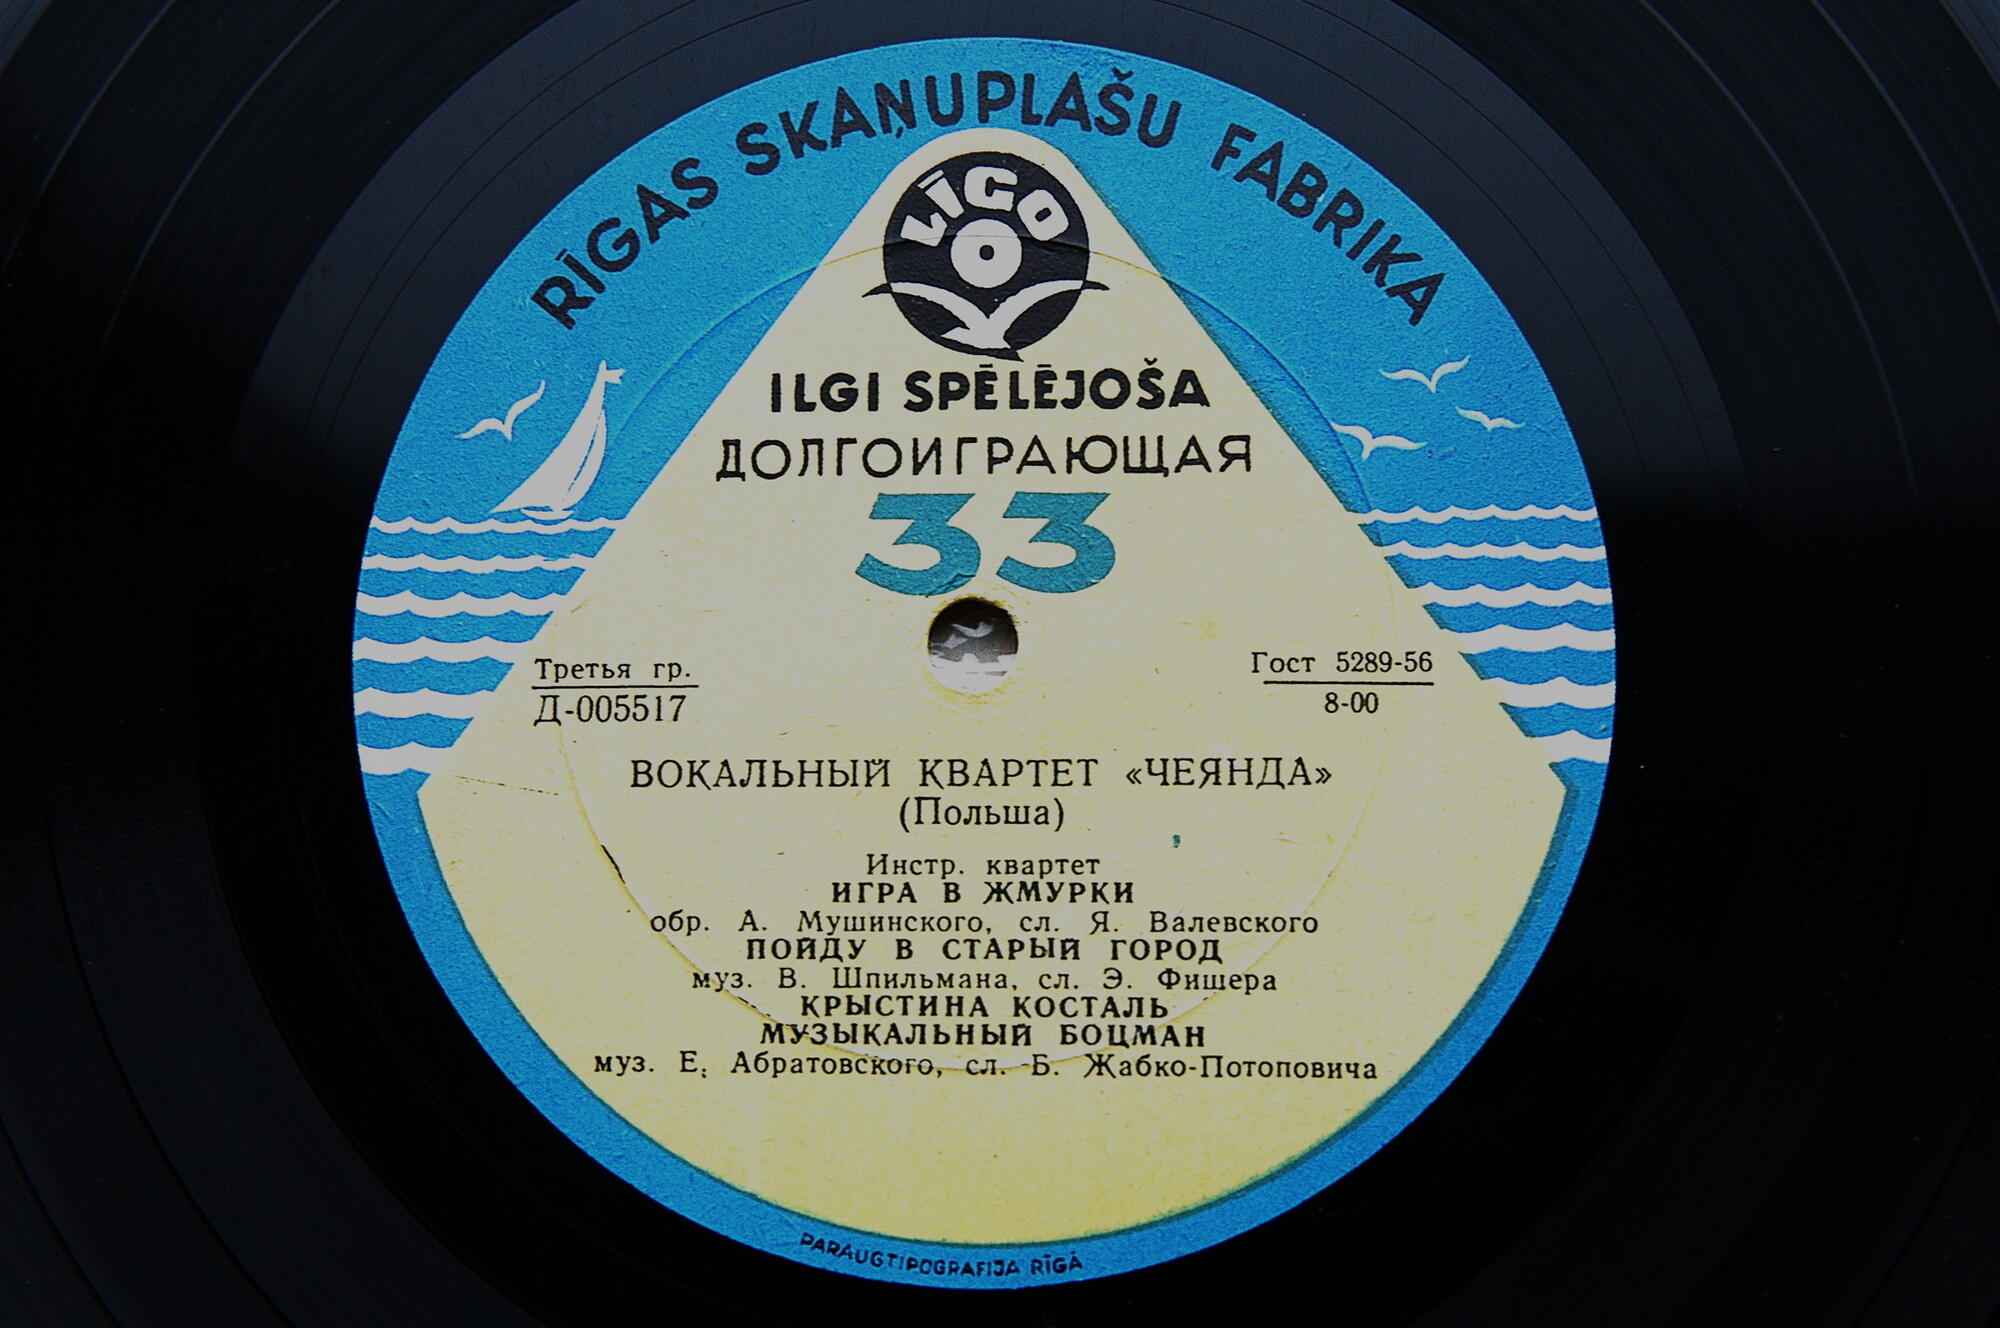 RĪGAS SKAŅUPLAŠU FABRIKA
LĪGO
ILGI SPĒLĒJOŠA
ДОЛГОИГРАЮЩАЯ
33
Третья гр.
Д-005517
Гост 5289-56
8-00
ВОКАЛЬНЫЙ КВАРТЕТ «ЧЕЯНДА»
(Польша)
Инстр. квартет
ИГРА В ЖМУРКИ
обр. А. Мушинского, сл. Я. Валевского
ПОЙДУ В СТАРЫЙ ГОРОД
муз. В. Шпильмана, сл. Э. Фишера
КРЫСТИНА КОСТАЛЬ
МУЗЫКАЛЬНЫЙ БОЦМАН
муз. Е. Абратовского, сл. Б. Жабко-Потоповича
PARAUGTIPOGRAFIJA RĪGĀ